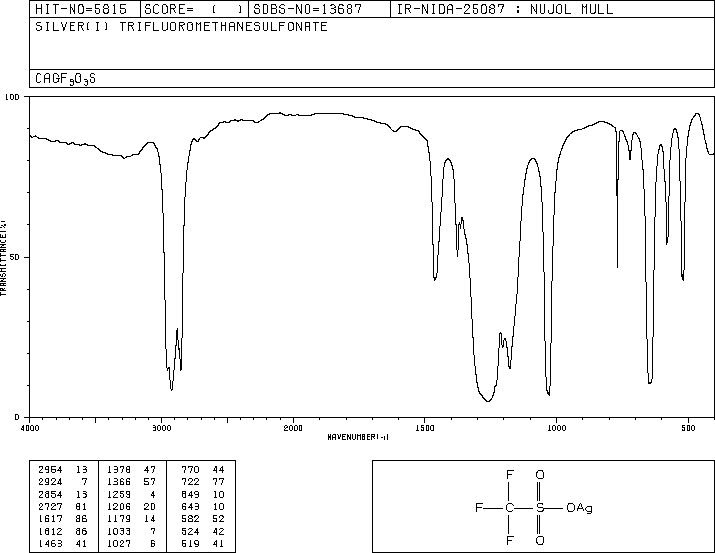 HIT-NO=5815 SCORE= ( ) SDBS-NO=13687 IR-NIDA-25087 : NUJOL MULL
SILVER(I) TRIFLUOROMETHANESULFONATE
CAGF3O3S
100
50
0
TRANSMITTANCE(%)
4000 3000 2000 1500 1000 500
WAVENUMBER(-1)
2954 13 1378 47 770 44
2924 7 1366 57 722 77
2854 13 1259 4 649 10
2727 81 1206 20 643 10
1617 86 1179 14 582 52
1612 86 1033 7 524 42
1463 41 1027 6 519 41
F O
F C S OAg
F O